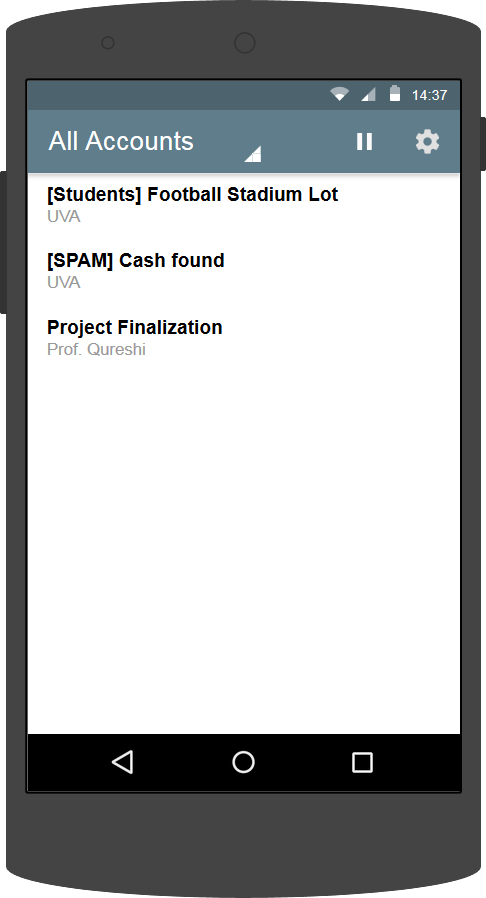 14:37
All Accounts
[Students] Football Stadium Lot
UVA
[SPAM] Cash found
UVA
Project Finalization
Prof. Qureshi